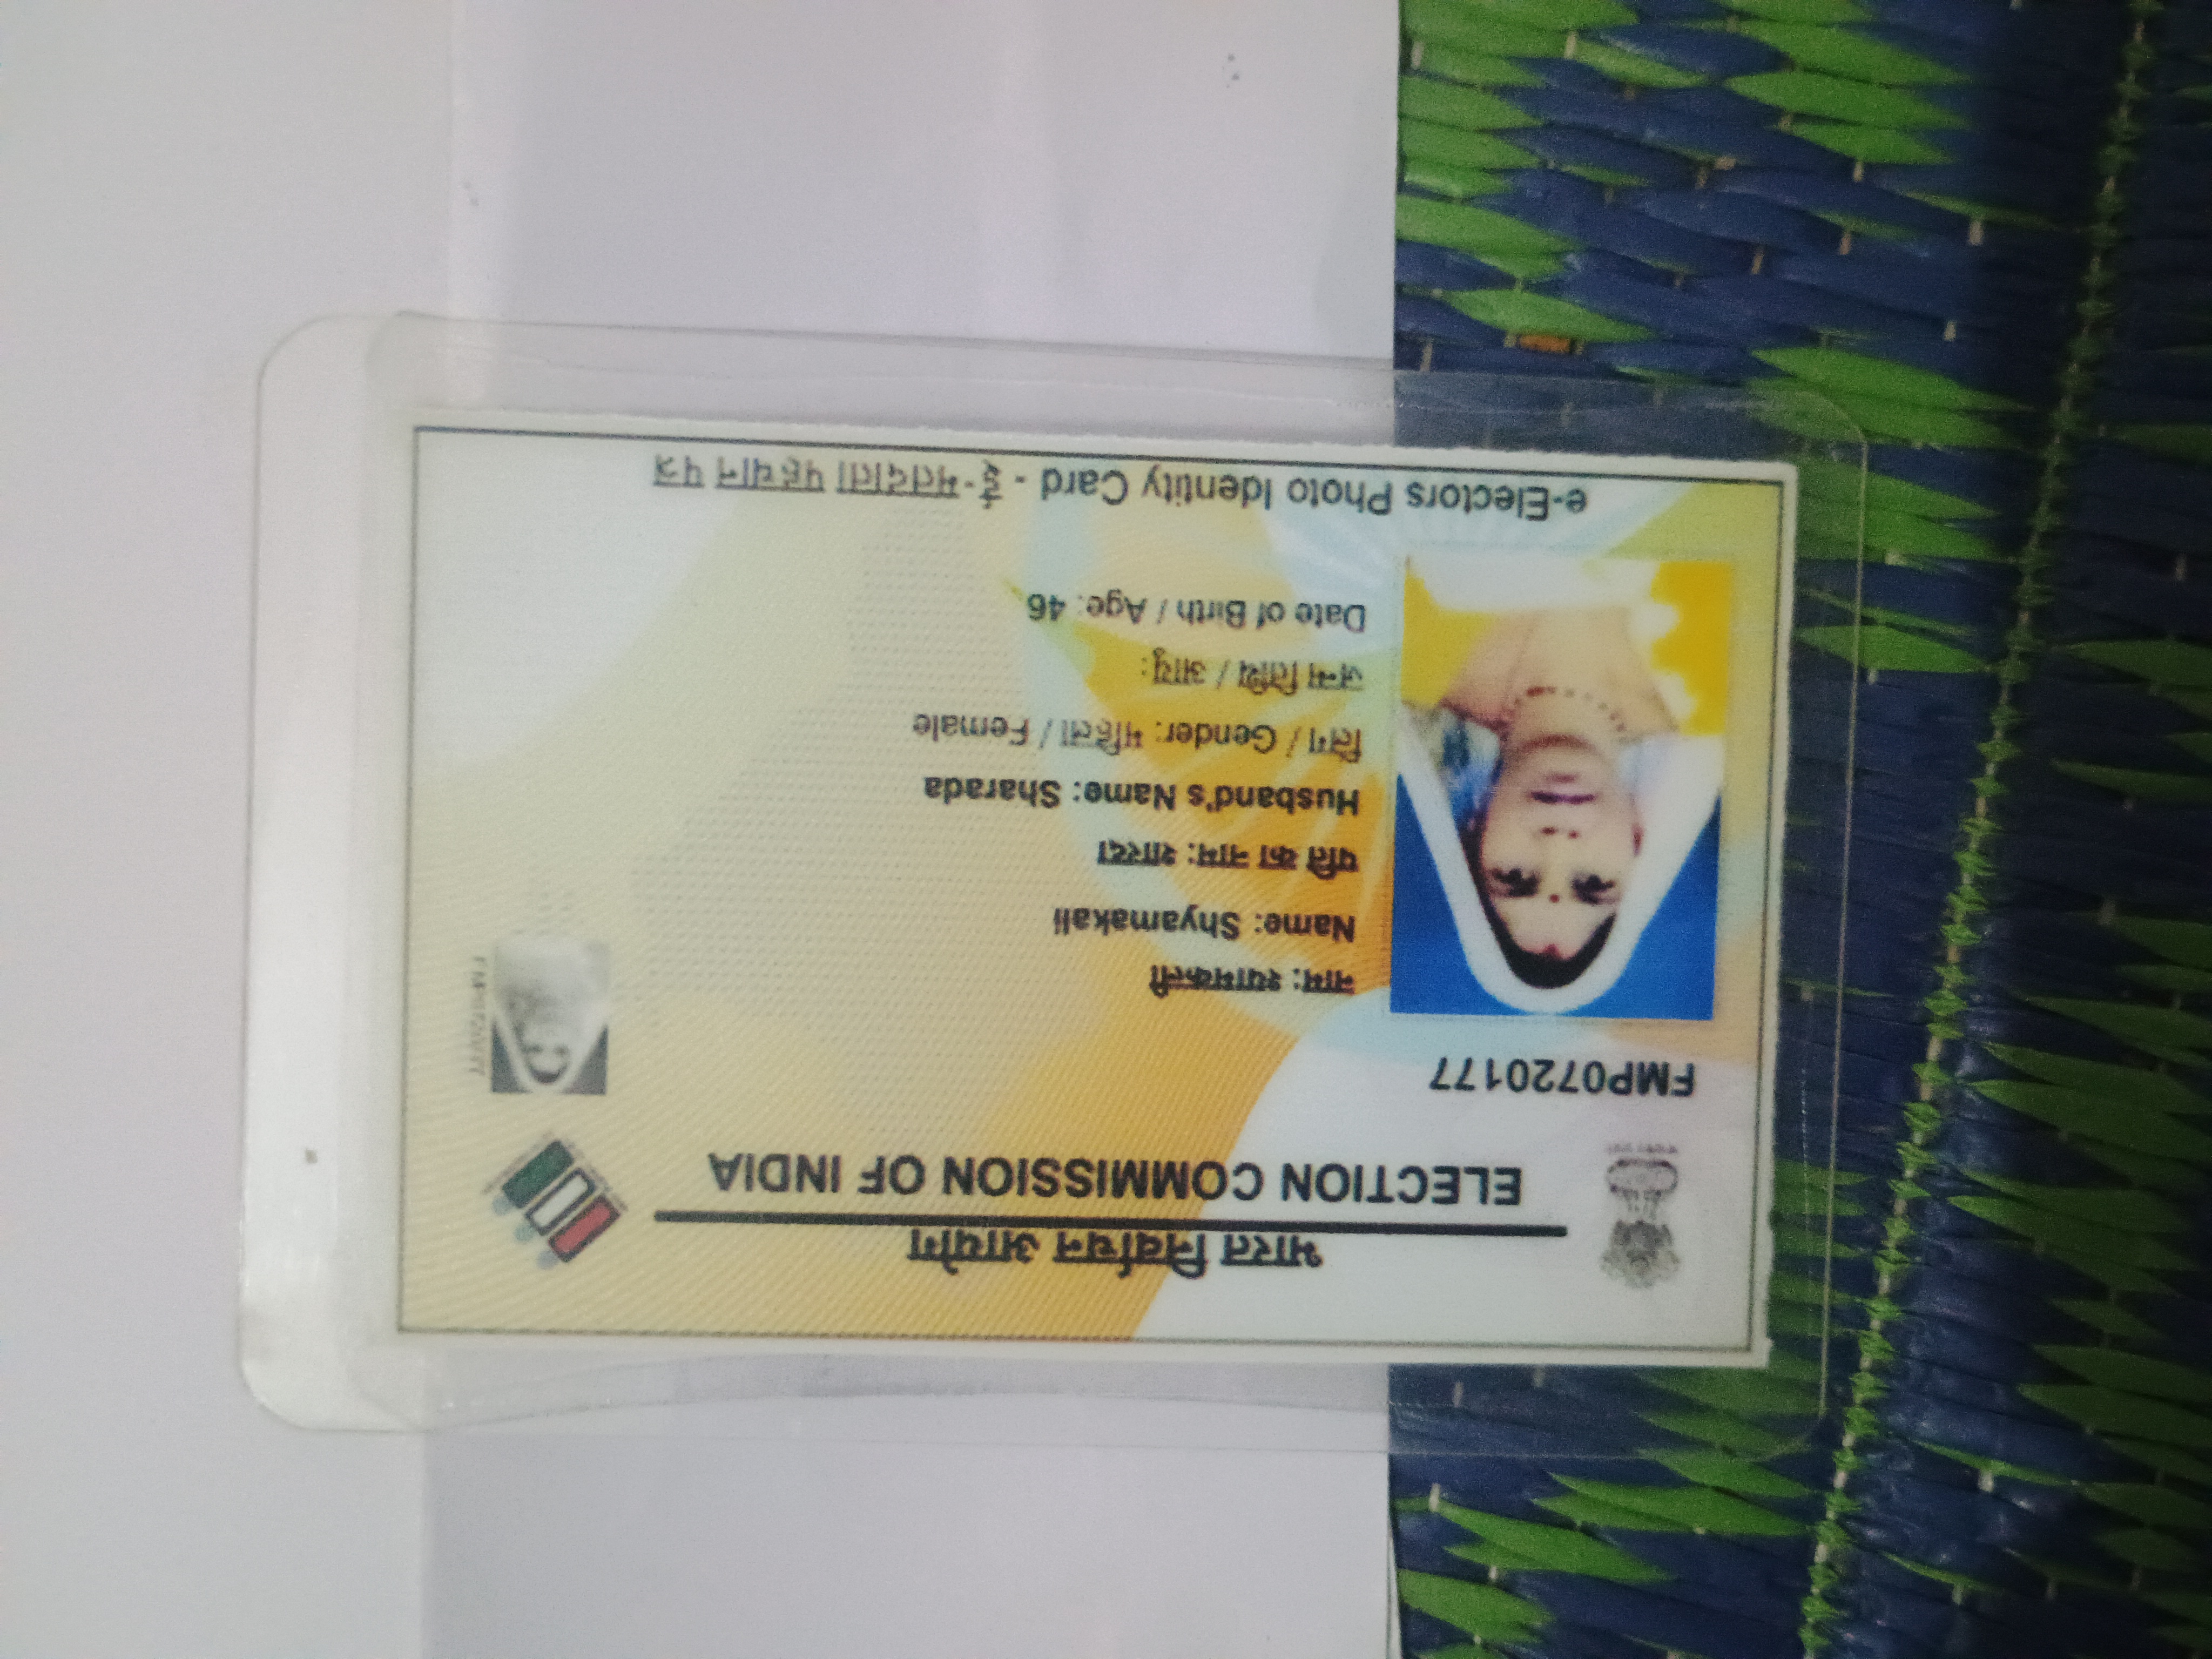 भारत निर्वाचन आयोग
ELECTION COMMISSION OF INDIA
FMP0720177
नाम: श्यामकली
Name: Shyamakali
पति का नाम: शारदा
Husband's Name: Sharada
लिंग / Gender: महिला / Female
जन्म तिथि / आयु:
Date of Birth / Age: 46
e-Electors Photo Identity Card - ई-मतदाता पहचान पत्र